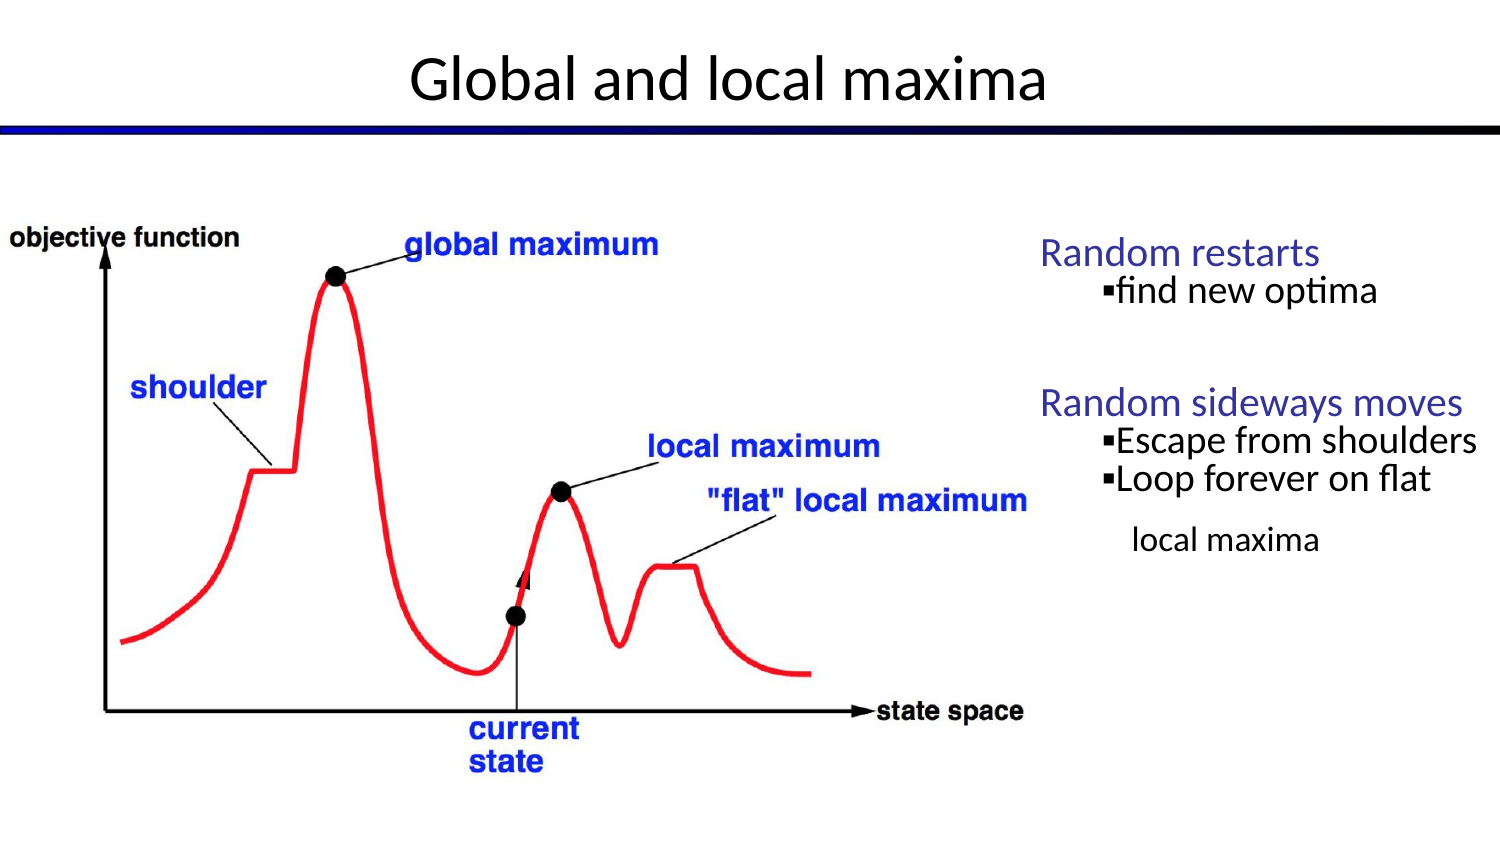 Global and local maxima
objective function
global maximum
shoulder
local maximum
"flat" local maximum
state space
current
state
Random restarts
▪find new optima
Random sideways moves
▪Escape from shoulders
▪Loop forever on flat
local maxima